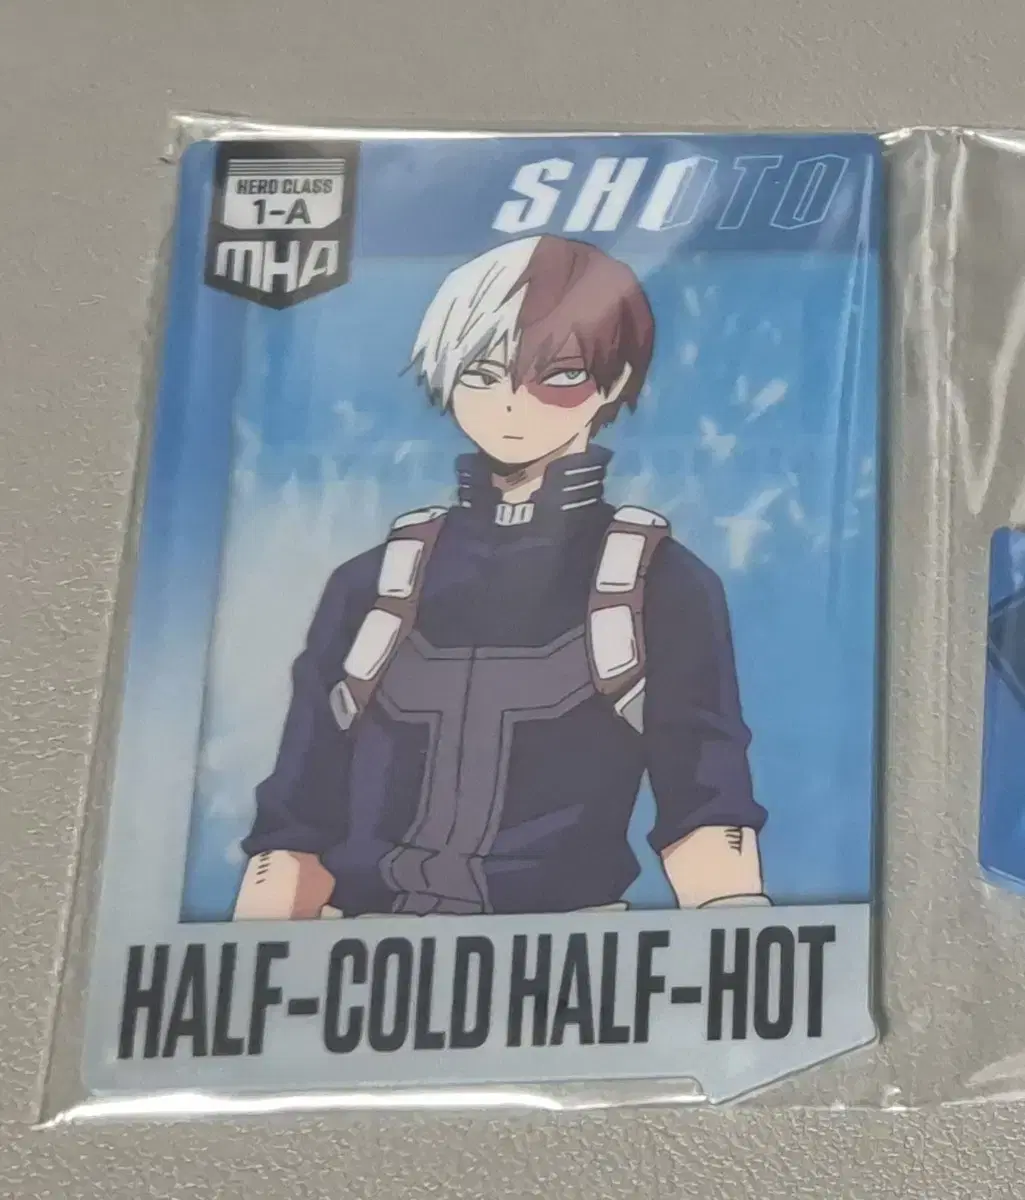 HERO CLASS
1-A
MHA
SHOTO
HALF-COLD HALF-HOT